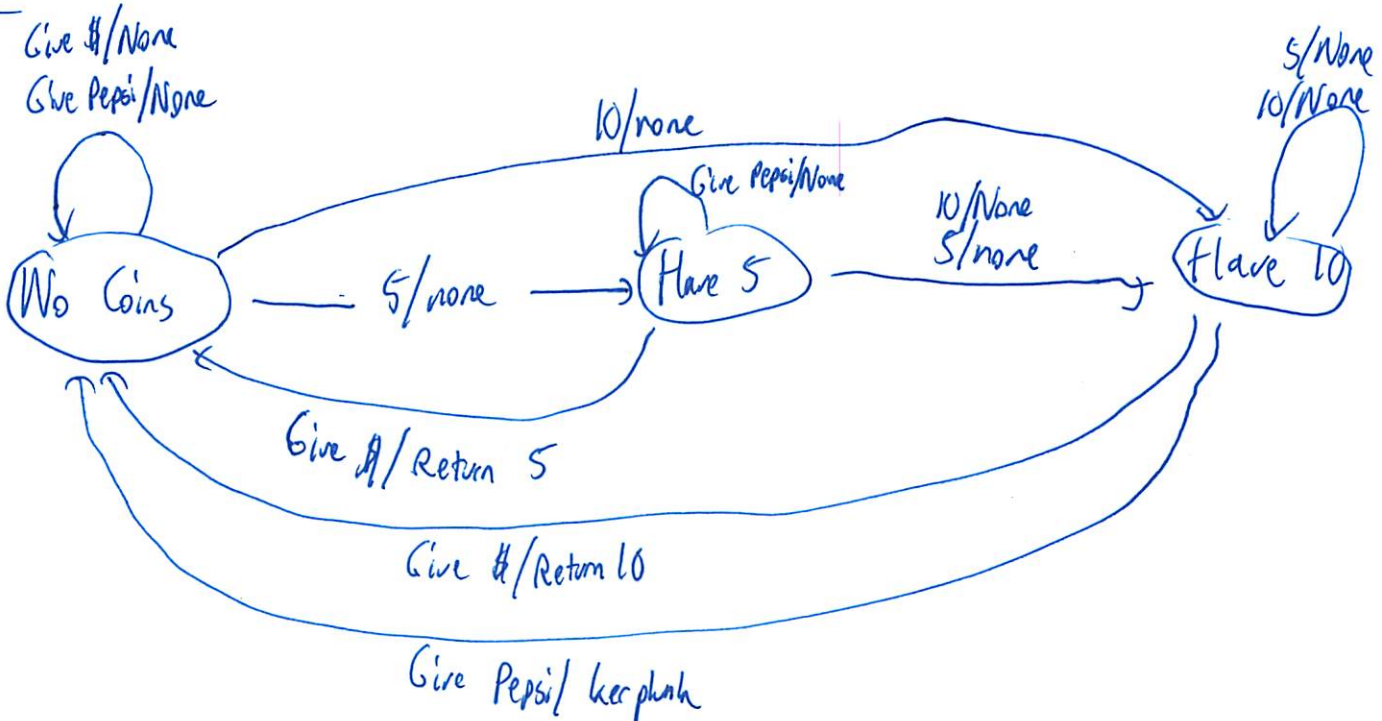 Give $/None
Give Pepsi/None
5/None
10/None
10/none
Give Pepsi/None
10/None
5/none
No Coins
5/none
Have 5
Have 10
Give $/Return 5
Give $/Return 10
Give Pepsi/ kerplunk